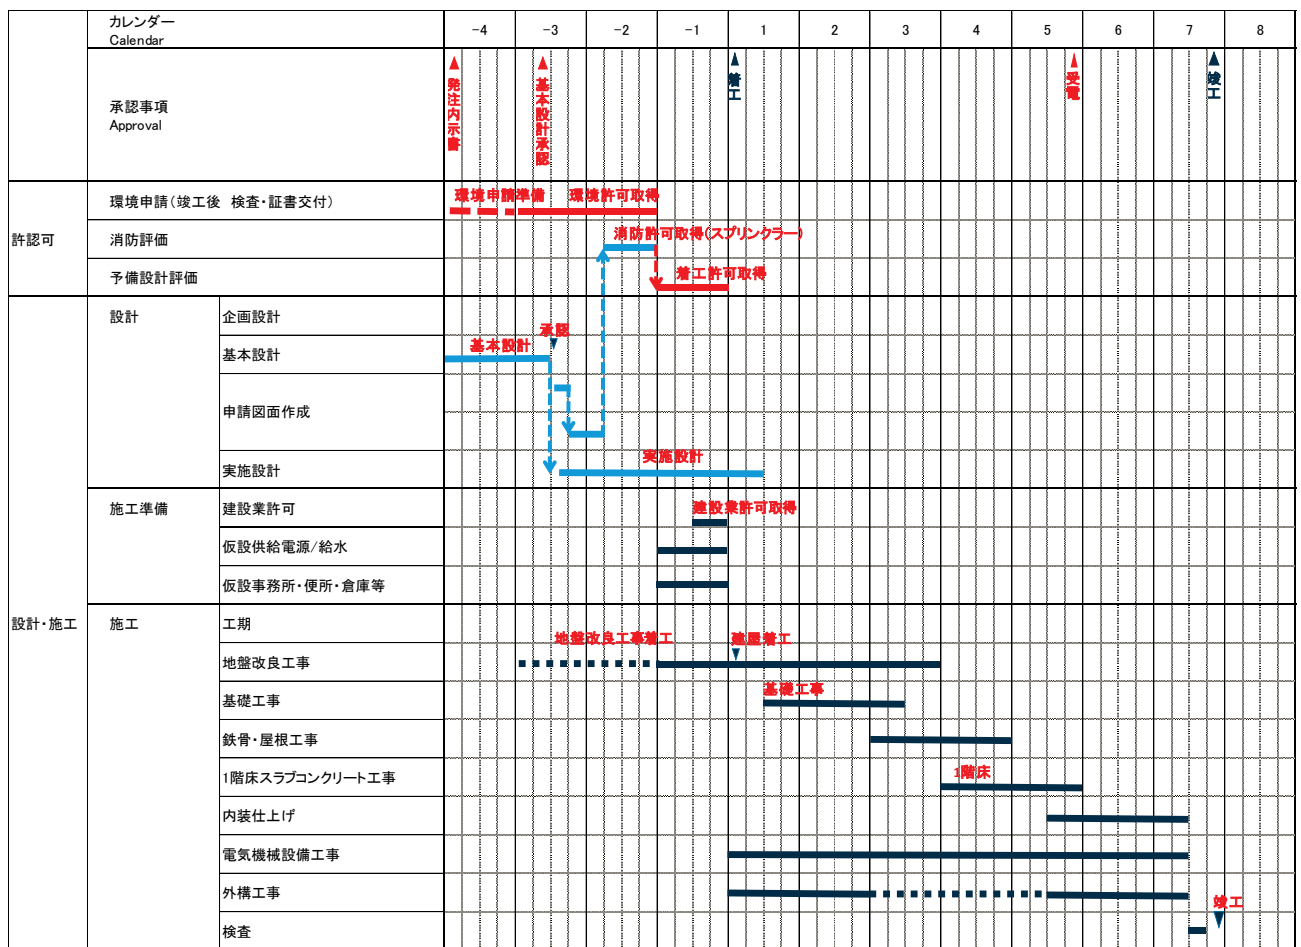 カレンダー
Calendar
-4 -3 -2 -1 1 2 3 4 5 6 7 8
承認事項
Approval
発注内示書
基本設計承認
着工
受電
竣工
許認可
環境申請(竣工後 検査・証書交付)
環境申請準備 環境許可取得
消防評価
消防許可取得(スプリンクラー)
予備設計評価
着工許可取得
設計・施工
設計
企画設計
承認
基本設計
基本設計
申請図面作成
実施設計
実施設計
施工準備
建設業許可
建設業許可取得
仮設供給電源/給水
仮設事務所・便所・倉庫等
施工
工期
地盤改良工事着工 建屋着工
地盤改良工事
基礎工事
基礎工事
鉄骨・屋根工事
1階床スラブコンクリート工事
1階床
内装仕上げ
電気機械設備工事
外構工事
竣工
検査